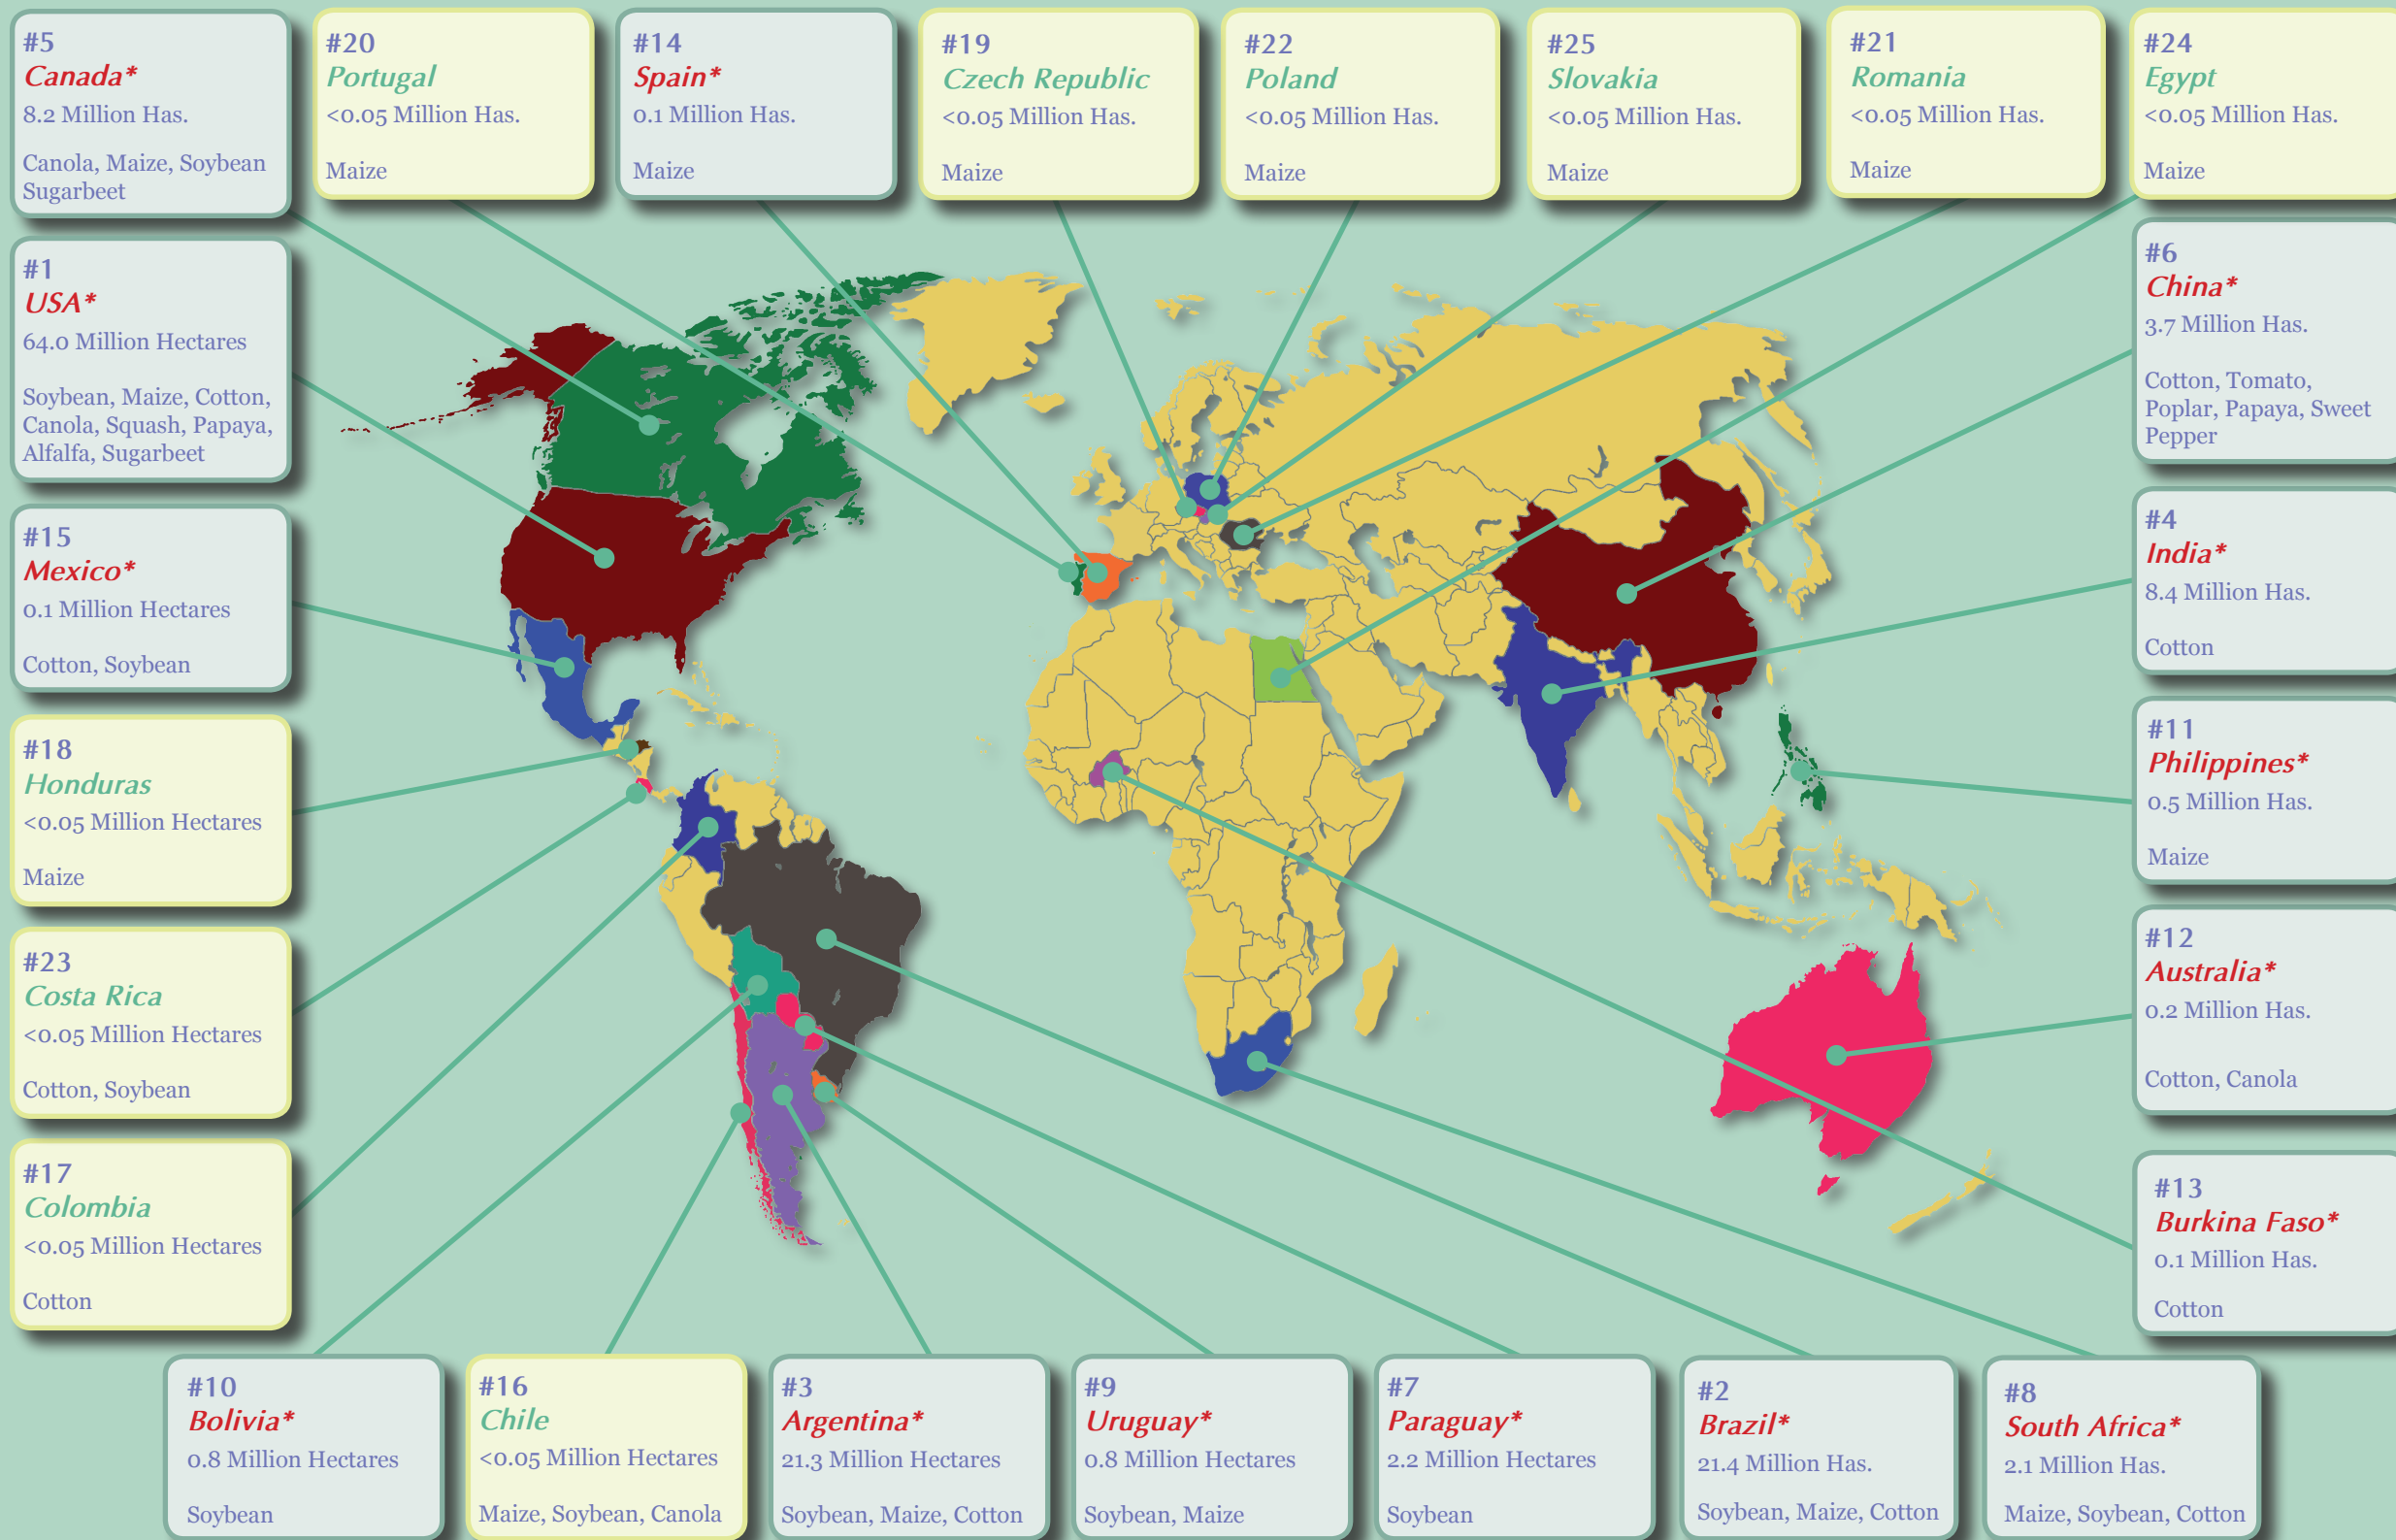 #5
Canada*
8.2 Million Has.
Canola, Maize, Soybean
Sugarbeet
#20
Portugal
<0.05 Million Has.
Maize
#14
Spain*
0.1 Million Has.
Maize
#19
Czech Republic
<0.05 Million Has.
Maize
#22
Poland
<0.05 Million Has.
Maize
#25
Slovakia
<0.05 Million Has.
Maize
#21
Romania
<0.05 Million Has.
Maize
#24
Egypt
<0.05 Million Has.
Maize
#1
USA*
64.0 Million Hectares
Soybean, Maize, Cotton,
Canola, Squash, Papaya,
Alfalfa, Sugarbeet
#6
China*
3.7 Million Has.
Cotton, Tomato,
Poplar, Papaya, Sweet
Pepper
#15
Mexico*
0.1 Million Hectares
Cotton, Soybean
#4
India*
8.4 Million Has.
Cotton
#18
Honduras
<0.05 Million Hectares
Maize
#11
Philippines*
0.5 Million Has.
Maize
#23
Costa Rica
<0.05 Million Hectares
Cotton, Soybean
#12
Australia*
0.2 Million Has.
Cotton, Canola
#17
Colombia
<0.05 Million Hectares
Cotton
#13
Burkina Faso*
0.1 Million Has.
Cotton
#10
Bolivia*
0.8 Million Hectares
Soybean
#16
Chile
<0.05 Million Hectares
Maize, Soybean, Canola
#3
Argentina*
21.3 Million Hectares
Soybean, Maize, Cotton
#9
Uruguay*
0.8 Million Hectares
Soybean, Maize
#7
Paraguay*
2.2 Million Hectares
Soybean
#2
Brazil*
21.4 Million Has.
Soybean, Maize, Cotton
#8
South Africa*
2.1 Million Has.
Maize, Soybean, Cotton